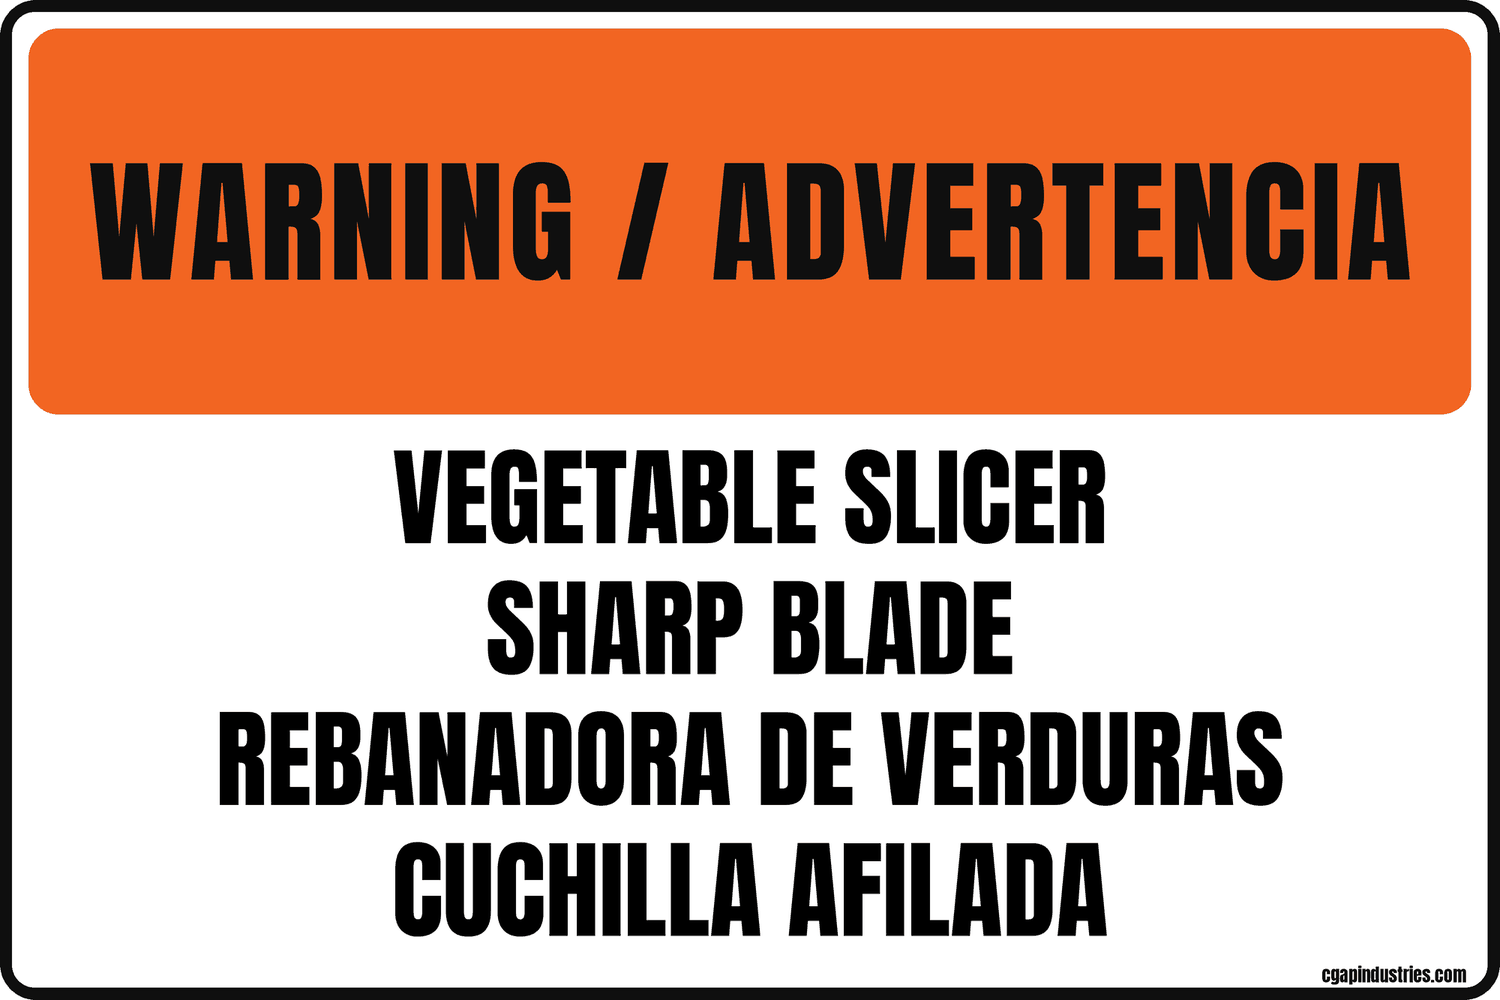 WARNING / ADVERTENCIA
VEGETABLE SLICER
SHARP BLADE
REBANADORA DE VERDURAS
CUCHILLA AFILADA
cgapindustries.com